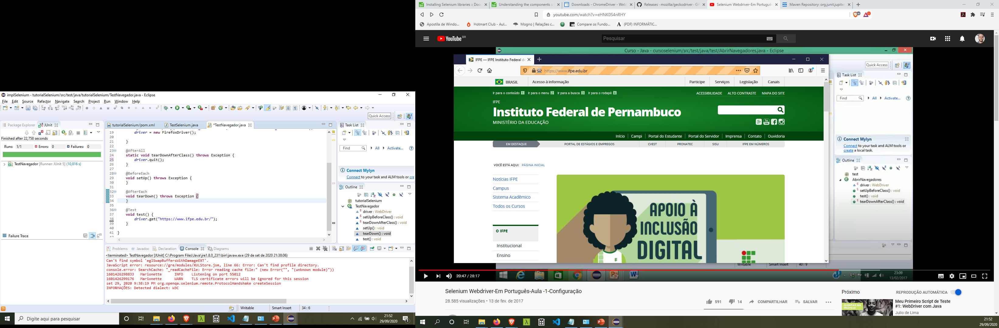 implSelenium - tutorialSelenium/src/test/java/tutorialSelenium/TestNavegador.java - Eclipse
File Edit Source Refactor Navigate Search Project Run Window Help
Quick Access
Package Explorer JUnit
Finished after 22,758 seconds
Runs: 1/1 Errors: 0 Failures: 0
TestNavegador [Runner: JUnit 5] (10,816 s)
Failure Trace
tutorialSelenium/pom.xml TestSelenium.java *TestNavegador.java
19 driver = new FirefoxDriver();
20
21 }
22
23 @AfterAll
24 static void tearDownAfterClass() throws Exception {
25 driver.quit();
26 }
27
28 @BeforeEach
29 void setUp() throws Exception {
30 }
31
32 @AfterEach
33 void tearDown() throws Exception {
34 }
35
36 @Test
37 void test() {
38 driver.get("https://www.ifpe.edu.br/");
39 }
40
41 }
Task List
Find All Activate...
Connect Mylyn
Connect to your task and ALM tools or cre
Outline
tutorialSelenium
TestNavegador
driver : WebDriver
setUpBeforeClass() : void
tearDownAfterClass() : void
setUp() : void
tearDown() : void
test() : void
Problems Javadoc Declaration Console Diagrams
<terminated> TestNavegador [JUnit] C:\Program Files\Java\jre1.8.0_231\bin\javaw.exe (29 de set de 2020 21:38:06)
Can't find symbol 'eglSwapBuffersWithDamageEXT'.
JavaScript error: resource://gre/modules/XULStore.jsm, line 66: Error: Can't find profile directory.
console.error: SearchCache: "_readCacheFile: Error reading cache file:" (new Error("", "(unknown module)"))
1601426298833 Marionette INFO Listening on port 55012
1601426299176 Marionette WARN TLS certificate errors will be ignored for this session
set 29, 2020 9:38:19 PM org.openqa.selenium.remote.ProtocolHandshake createSession
INFORMAÇÕES: Detected dialect: W3C
Writable Smart Insert 34 : 6
Digite aqui para pesquisar
21:52
29/09/2020
1
Installing Selenium libraries :: Docu Understanding the components :: Downloads - ChromeDriver - Web Releases · mozilla/geckodriver · Gi Selenium Webdriver-Em Português Maven Repository: org.junit.jupiter
youtube.com/watch?v=eHNK0S4nRHY
Apostila de Windo... Hotmart Club - Aul... Mogno | Relações c... Compare os Fundo... (PDF) INFORMÁTIC...
YouTube BR
Pesquisar
Curso - Java - cursoselenium/src/test/java/test/AbrirNavegadores.java - Eclipse
IFPE — IFPE Instituto Federal de
https://www.ifpe.edu.br
BRASIL Acesso à informação Participe Serviços Legislação Canais
Ir para o conteúdo 1 Ir para o menu 2 Ir para a busca 3 Ir para o rodapé 4
ACESSIBILIDADE ALTO CONTRASTE MAPA DO SITE
IFPE
Instituto Federal de Pernambuco
MINISTÉRIO DA EDUCAÇÃO
Início Campi Portal do Estudante Portal do Servidor Imprensa Contato Ouvidoria
EM DESTAQUE PORTAL DE ESTÁGIOS E EMPREGOS CVEST PRONATEC SISU IFPE EM NÚMEROS
VOCÊ ESTÁ AQUI: PÁGINA INICIAL
Notícias IFPE
Campus
Sistema Acadêmico
Todos os Cursos
O IFPE
Institucional
Ensino
APOIO À
INCLUSÃO
DIGITAL
Quick Access
Task List
Find All Activate...
Connect Mylyn
Connect to your task and ALM tools or
create a local task.
Outline
test
AbrirNavegadores
driver : WebDriver
setUpBeforeClass() : void
test() : void
tearDownAfterClass() : void
Writable Smart Insert 40 : 9
23:09
13/02/2017
20:47 / 28:17
Selenium Webdriver-Em Português-Aula -1-Configuração
28.585 visualizações • 13 de fev. de 2017
591 14 COMPARTILHAR SALVAR
Próximo REPRODUÇÃO AUTOMÁTICA
QUINTAS NA
PRÁTICA!
Meu Primeiro Script de Teste
#1: WebDriver com Java
Julio de Lima
21:52
29/09/2020